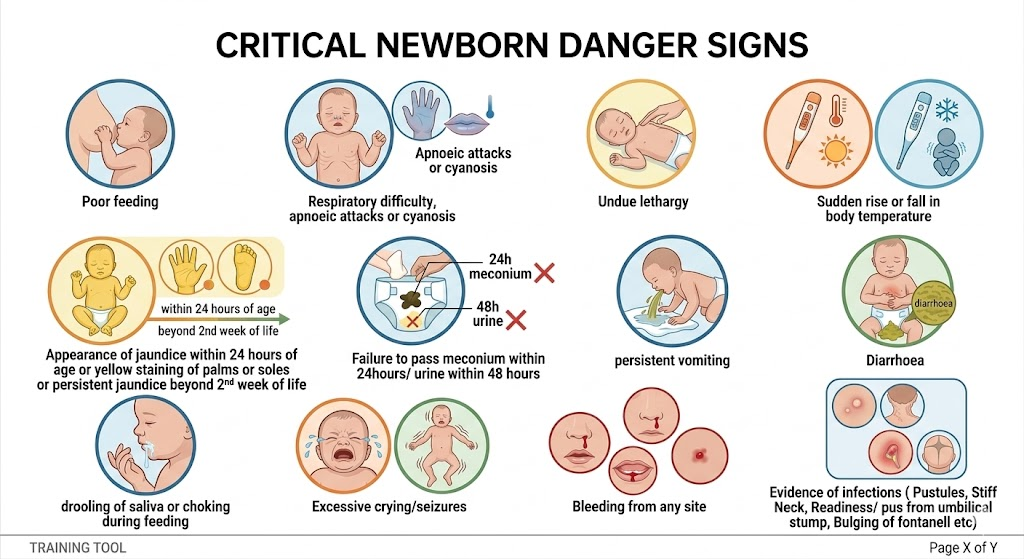 CRITICAL NEWBORN DANGER SIGNS
Poor feeding
Apnoeic attacks
or cyanosis
Respiratory difficulty,
apnoeic attacks or cyanosis
Undue lethargy
Sudden rise or fall in
body temperature
within 24 hours of age
beyond 2nd week of life
Appearance of jaundice within 24 hours of
age or yellow staining of palms or soles
or persistent jaundice beyond 2nd week of life
24h
meconium
48h
urine
Failure to pass meconium within
24hours/ urine within 48 hours
persistent vomiting
diarrhoea
Diarrhoea
drooling of saliva or choking
during feeding
Excessive crying/seizures
Bleeding from any site
Evidence of infections ( Pustules, Stiff
Neck, Readiness/ pus from umbilical
stump, Bulging of fontanell etc)
TRAINING TOOL
Page X of Y